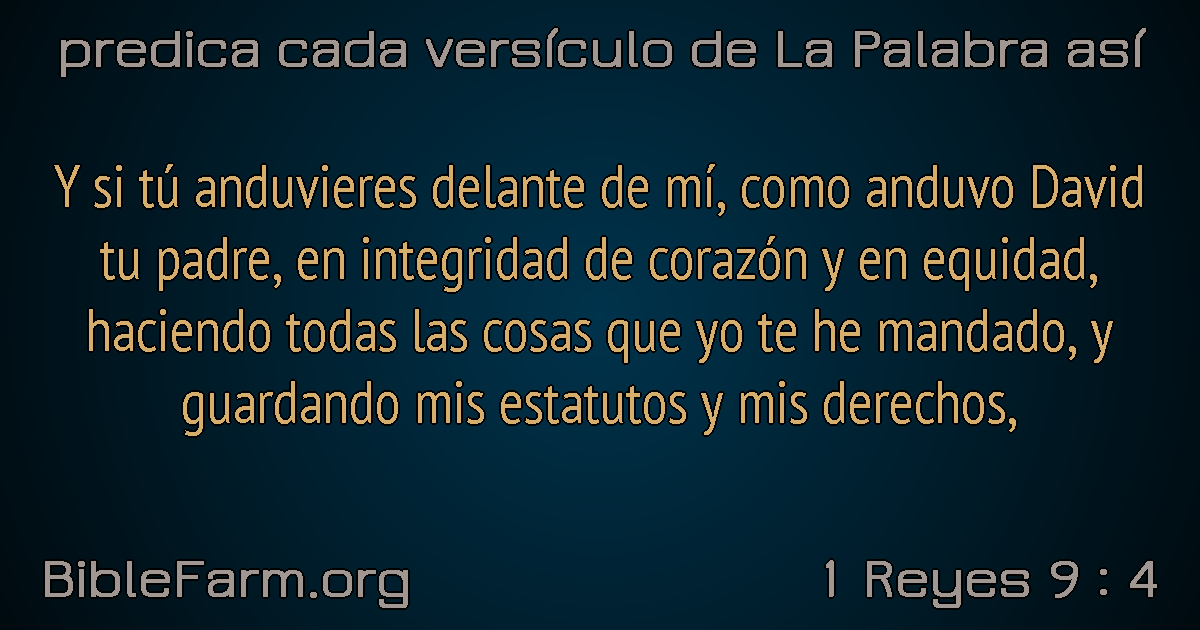 predica cada versículo de La Palabra así
Y si tú anduvieres delante de mí, como anduvo David
tu padre, en integridad de corazón y en equidad,
haciendo todas las cosas que yo te he mandado, y
guardando mis estatutos y mis derechos,
BibleFarm.org
1 Reyes 9 : 4